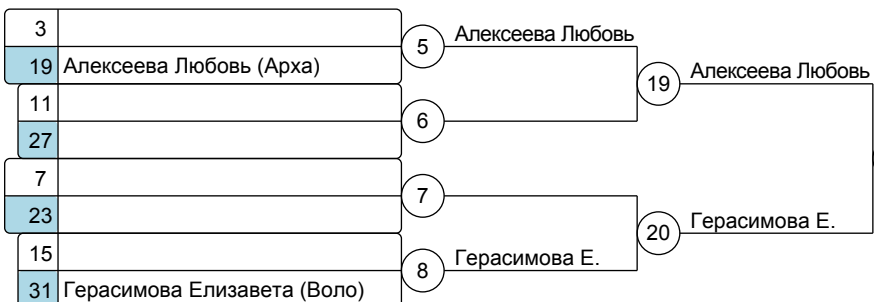 3
5 Алексеева Любовь
19 Алексеева Любовь (Арха)
19 Алексеева Любовь
11
6
27
7
7
23
20 Герасимова Е.
15
8 Герасимова Е.
31 Герасимова Елизавета (Воло)